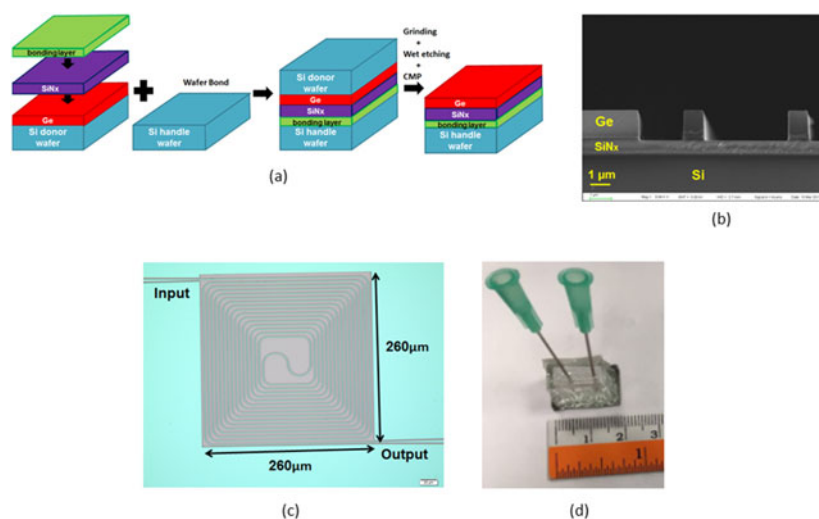 bonding layer
SiNx
Ge
Si donor
wafer
Wafer Bond
Si handle
wafer
Si donor
wafer
Ge
SiNx
bonding layer
Si handle
wafer
Grinding
+
Wet etching
+
CMP
Ge
SiNx
bonding layer
Si handle
wafer
(a)
Ge
SiNx
Si
1 µm
(b)
Input
260µm
Output
260µm
(c)
1 2 3
1
(d)